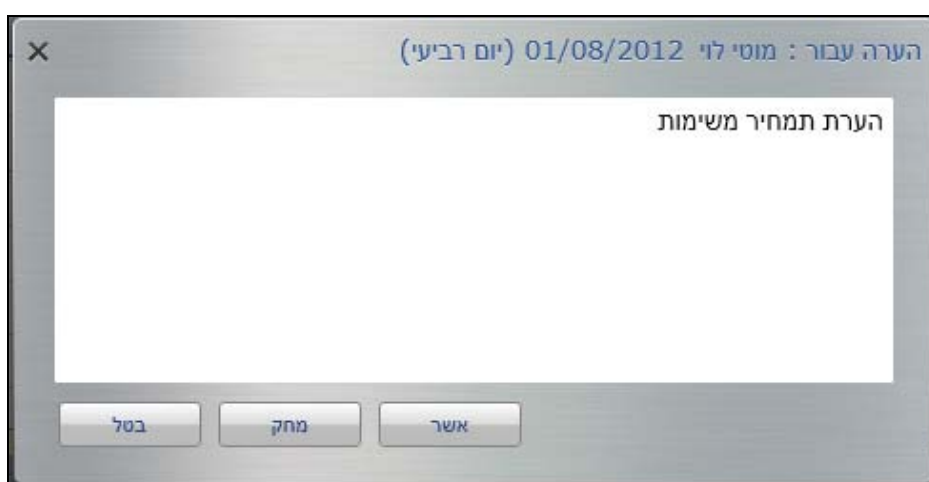 הערה עבור : מוטי לוי 01/08/2012 (יום רביעי)
הערת תמחיר משימות
אשר מחק בטל